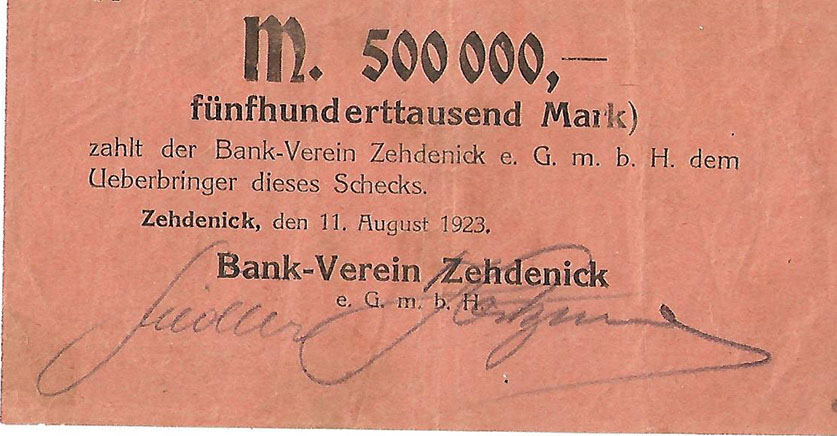 M. 500 000,—
fünfhunderttausend Mark)
zahlt der Bank-Verein Zehdenick e. G. m. b. H. dem
Ueberbringer dieses Schecks.
Zehdenick, den 11. August 1923.
Bank-Verein Zehdenick
e. G. m. b. H.